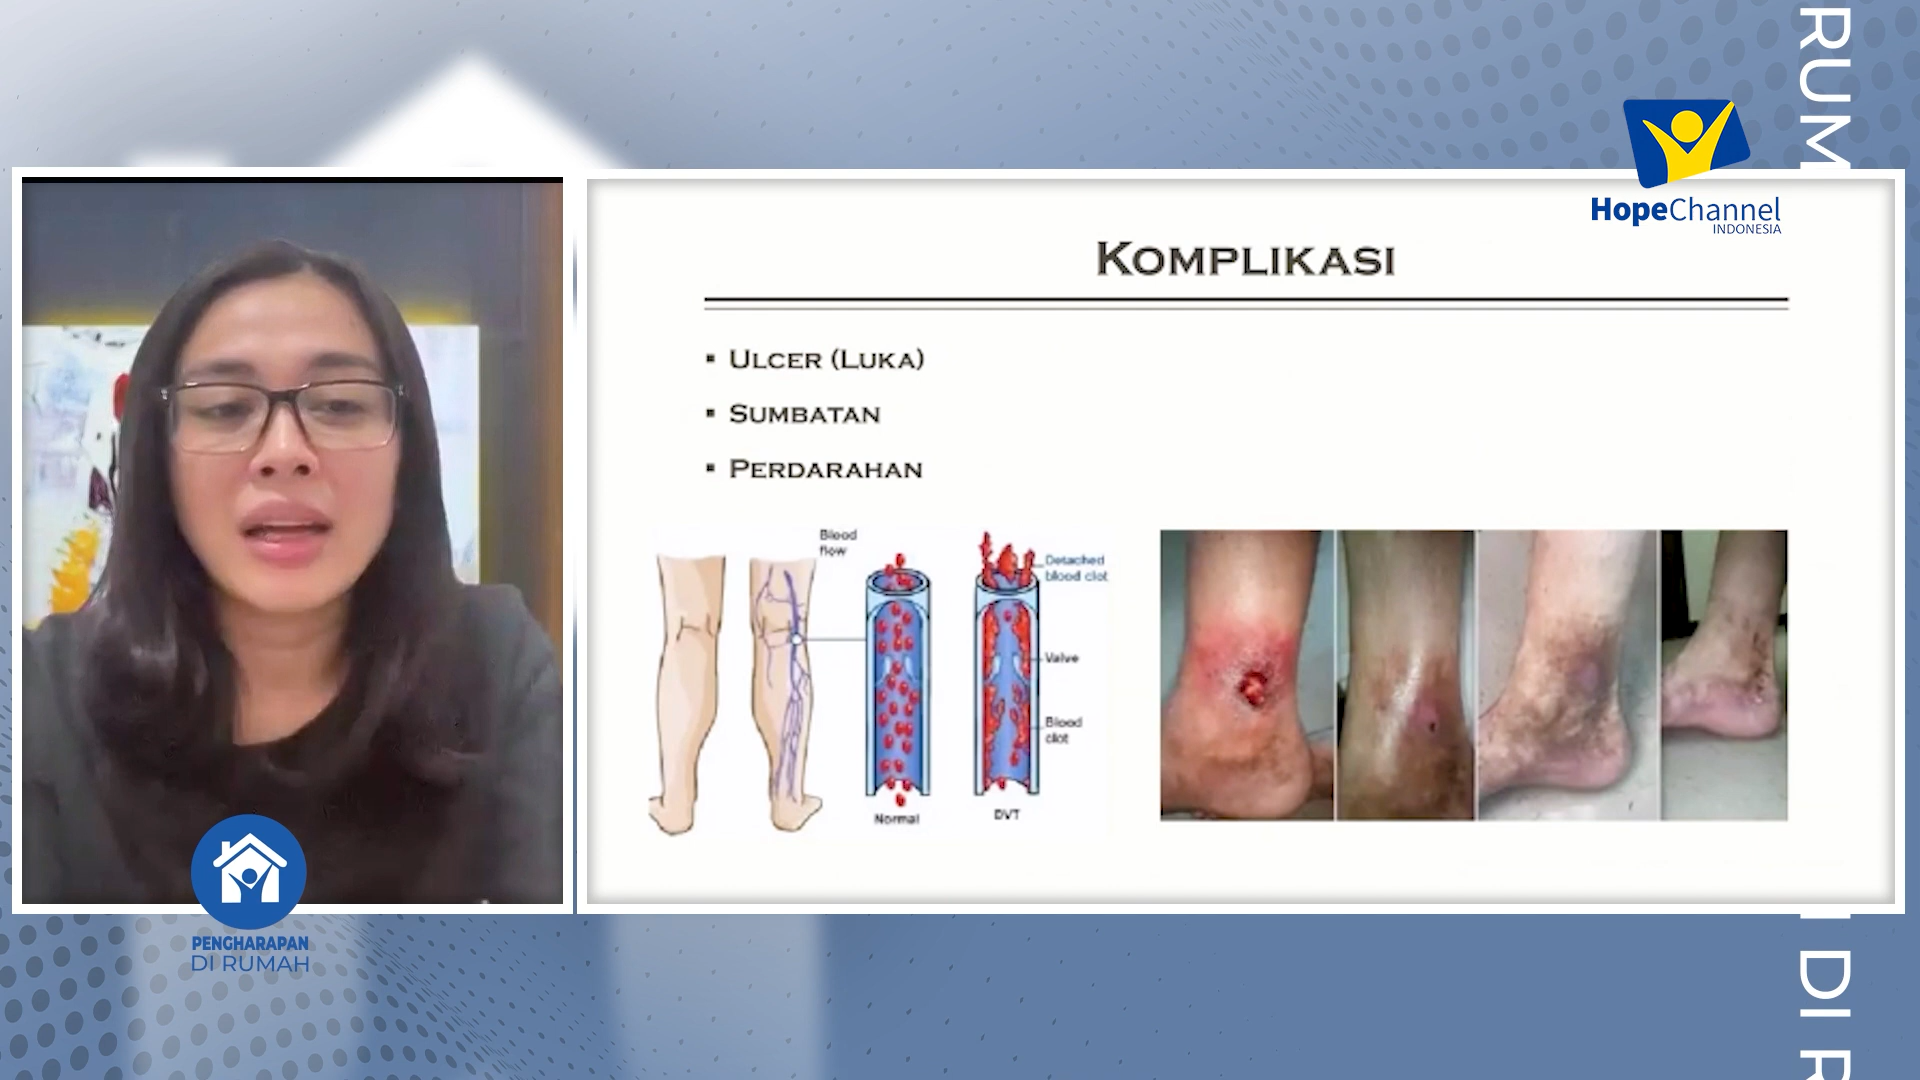 RUM
HopeChannel
INDONESIA
KOMPLIKASI
▪ ULCER (LUKA)
▪ SUMBATAN
▪ PERDARAHAN
Blood
flow
Detached
blood clot
Valve
Blood
clot
Normal
DVT
PENGHARAPAN
DI RUMAH
DI R